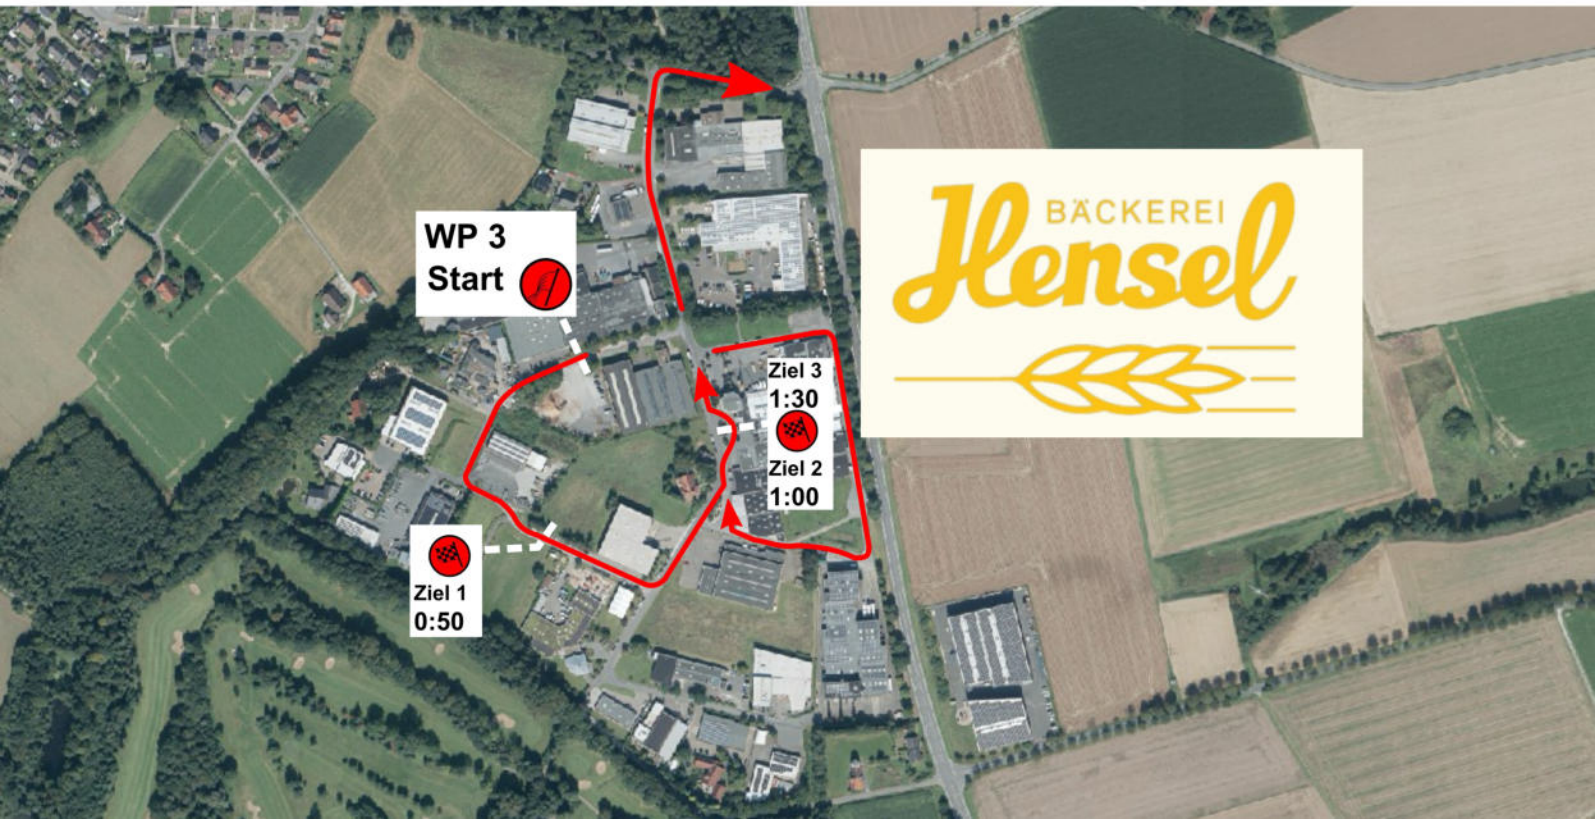 WP 3
Start
BÄCKEREI
Hensel
Ziel 3
1:30
Ziel 2
1:00
Ziel 1
0:50